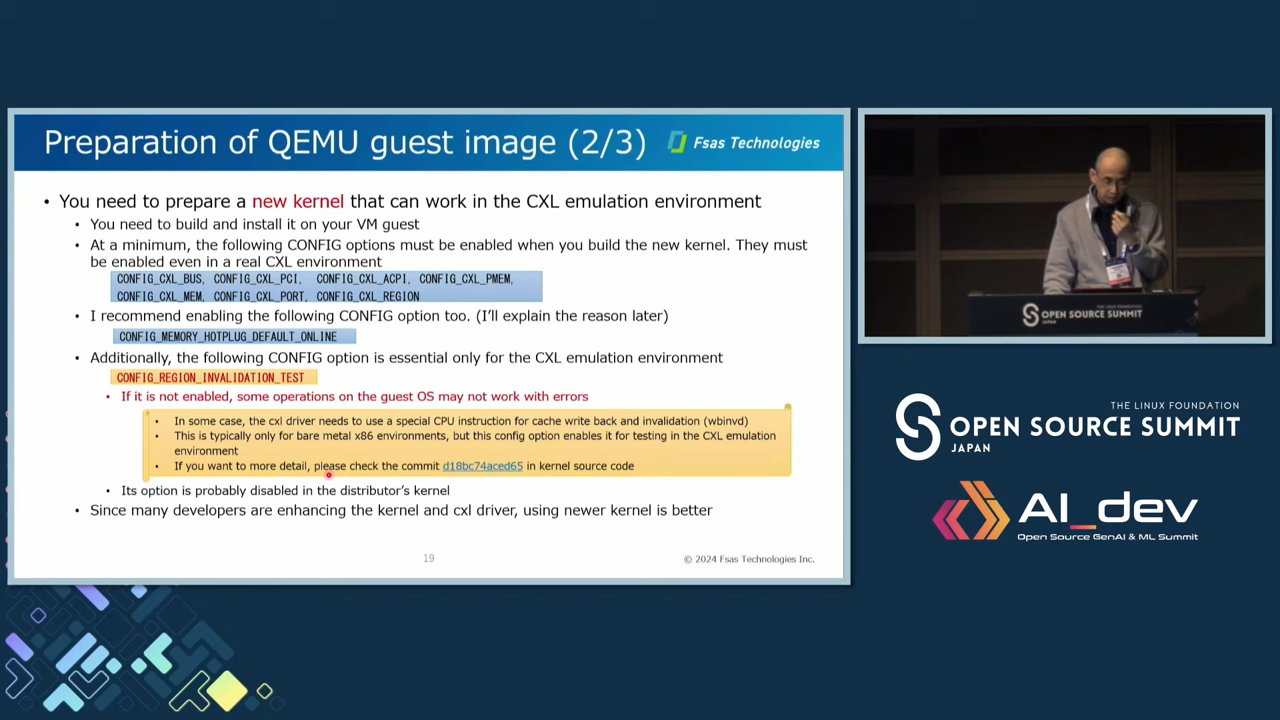 Preparation of QEMU guest image (2/3)
Fsas Technologies
• You need to prepare a new kernel that can work in the CXL emulation environment
• You need to build and install it on your VM guest
• At a minimum, the following CONFIG options must be enabled when you build the new kernel. They must
be enabled even in a real CXL environment
CONFIG_CXL_BUS, CONFIG_CXL_PCI, CONFIG_CXL_ACPI, CONFIG_CXL_PMEM,
CONFIG_CXL_MEM, CONFIG_CXL_PORT, CONFIG_CXL_REGION
• I recommend enabling the following CONFIG option too. (I'll explain the reason later)
CONFIG_MEMORY_HOTPLUG_DEFAULT_ONLINE
• Additionally, the following CONFIG option is essential only for the CXL emulation environment
CONFIG_REGION_INVALIDATION_TEST
• If it is not enabled, some operations on the guest OS may not work with errors
• In some case, the cxl driver needs to use a special CPU instruction for cache write back and invalidation (wbinvd)
• This is typically only for bare metal x86 environments, but this config option enables it for testing in the CXL emulation
environment
• If you want to more detail, please check the commit d18bc74aced65 in kernel source code
• Its option is probably disabled in the distributor's kernel
• Since many developers are enhancing the kernel and cxl driver, using newer kernel is better
19
© 2024 Fsas Technologies Inc.
THE LINUX FOUNDATION
OPEN SOURCE SUMMIT
JAPAN
THE LINUX FOUNDATION
OPEN SOURCE SUMMIT
JAPAN
AI_dev
Open Source GenAI & ML Summit